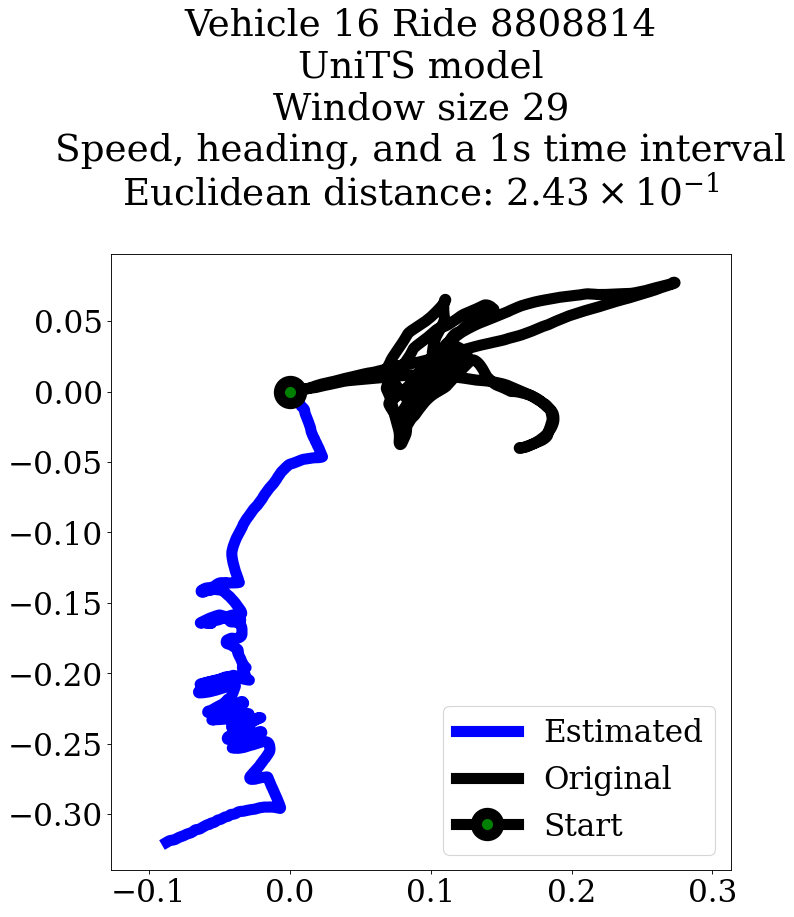 Vehicle 16 Ride 8808814
UniTS model
Window size 29
Speed, heading, and a 1s time interval
Euclidean distance: 2.43 × 10⁻¹
0.05
0.00
−0.05
−0.10
−0.15
−0.20
−0.25
−0.30
Estimated
Original
Start
−0.1 0.0 0.1 0.2 0.3